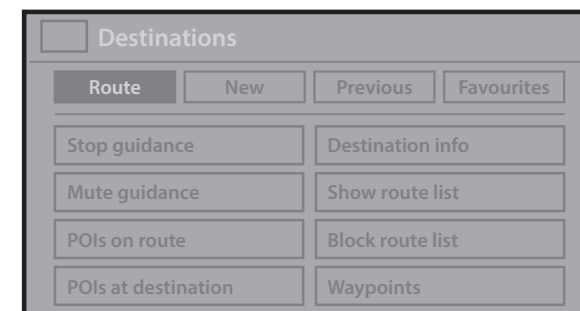 Destinations
Route New Previous Favourites
Stop guidance Destination info
Mute guidance Show route list
POIs on route Block route list
POIs at destination Waypoints